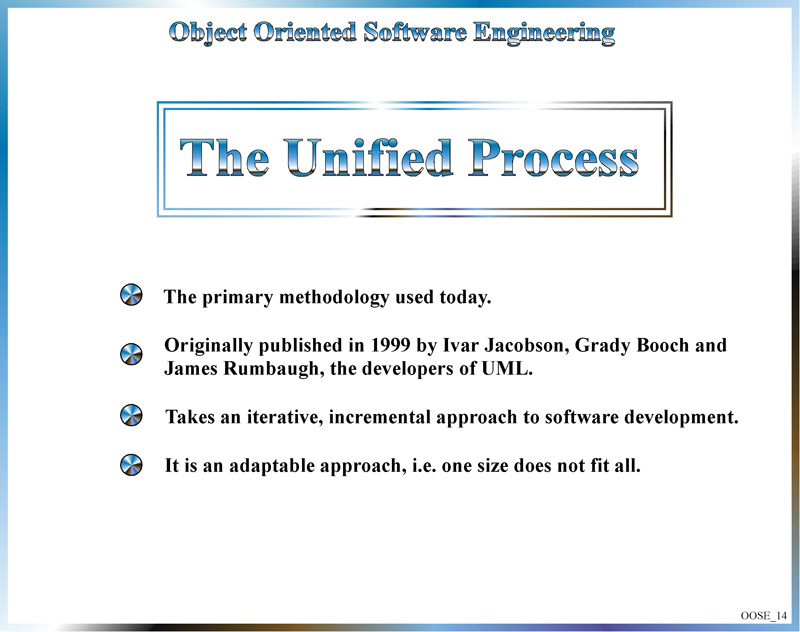 Object Oriented Software Engineering
The Unified Process
The primary methodology used today.
Originally published in 1999 by Ivar Jacobson, Grady Booch and
James Rumbaugh, the developers of UML.
Takes an iterative, incremental approach to software development.
It is an adaptable approach, i.e. one size does not fit all.
OOSE_14